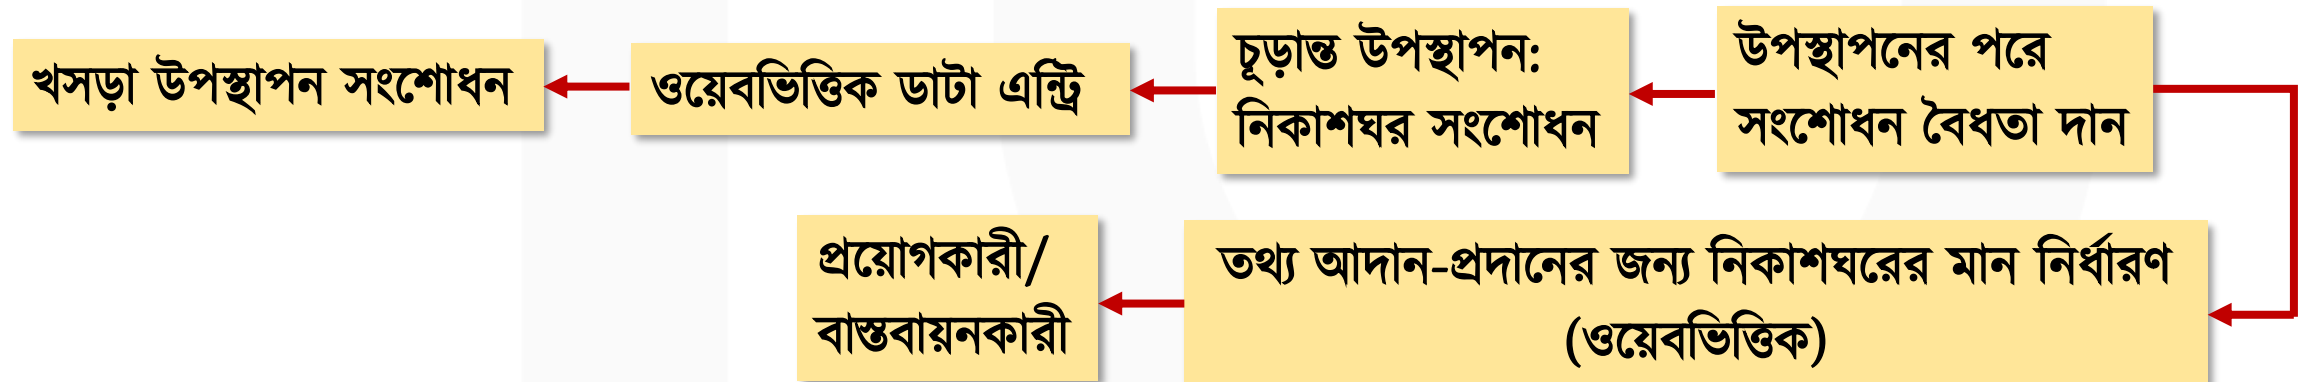 খসড়া উপস্থাপন সংশোধন
ওয়েবভিত্তিক ডাটা এন্ট্রি
চূড়ান্ত উপস্থাপন:
নিকাশঘর সংশোধন
উপস্থাপনের পরে
সংশোধন বৈধতা দান
প্রয়োগকারী/
বাস্তবায়নকারী
তথ্য আদান-প্রদানের জন্য নিকাশঘরের মান নির্ধারণ
(ওয়েবভিত্তিক)